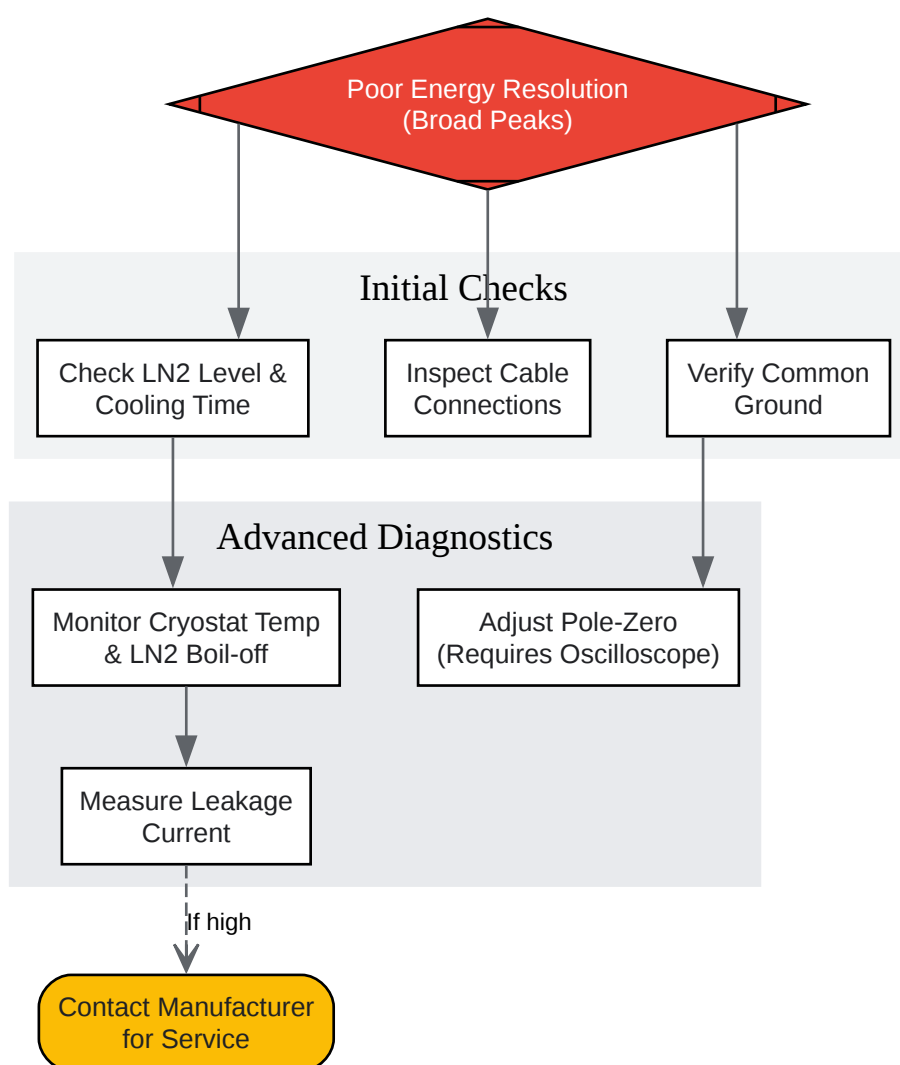 Poor Energy Resolution
(Broad Peaks)
Initial Checks
Check LN2 Level &
Cooling Time
Inspect Cable
Connections
Verify Common
Ground
Advanced Diagnostics
Monitor Cryostat Temp
& LN2 Boil-off
Adjust Pole-Zero
(Requires Oscilloscope)
Measure Leakage
Current
If high
Contact Manufacturer
for Service